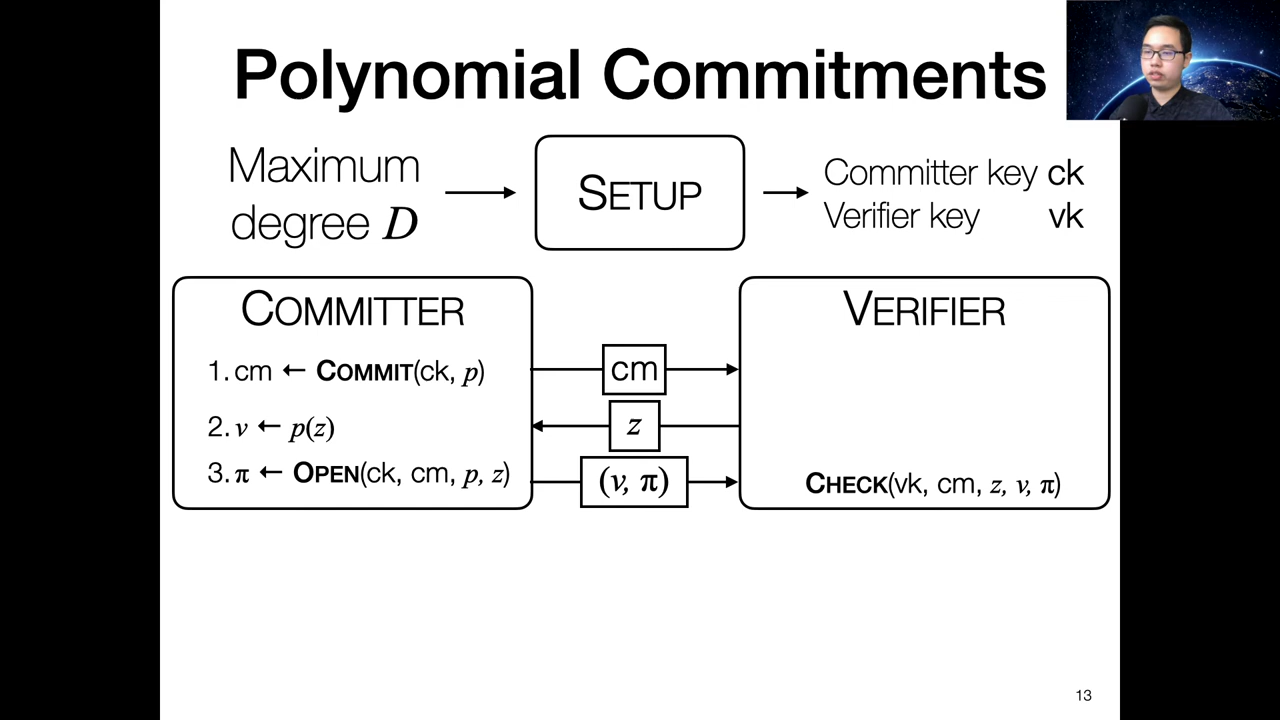 Polynomial Commitments
Maximum
degree D
SETUP
Committer key ck
Verifier key vk
COMMITTER
1. cm ← COMMIT(ck, p)
2. v ← p(z)
3. π ← OPEN(ck, cm, p, z)
cm
z
(v, π)
VERIFIER
CHECK(vk, cm, z, v, π)
13